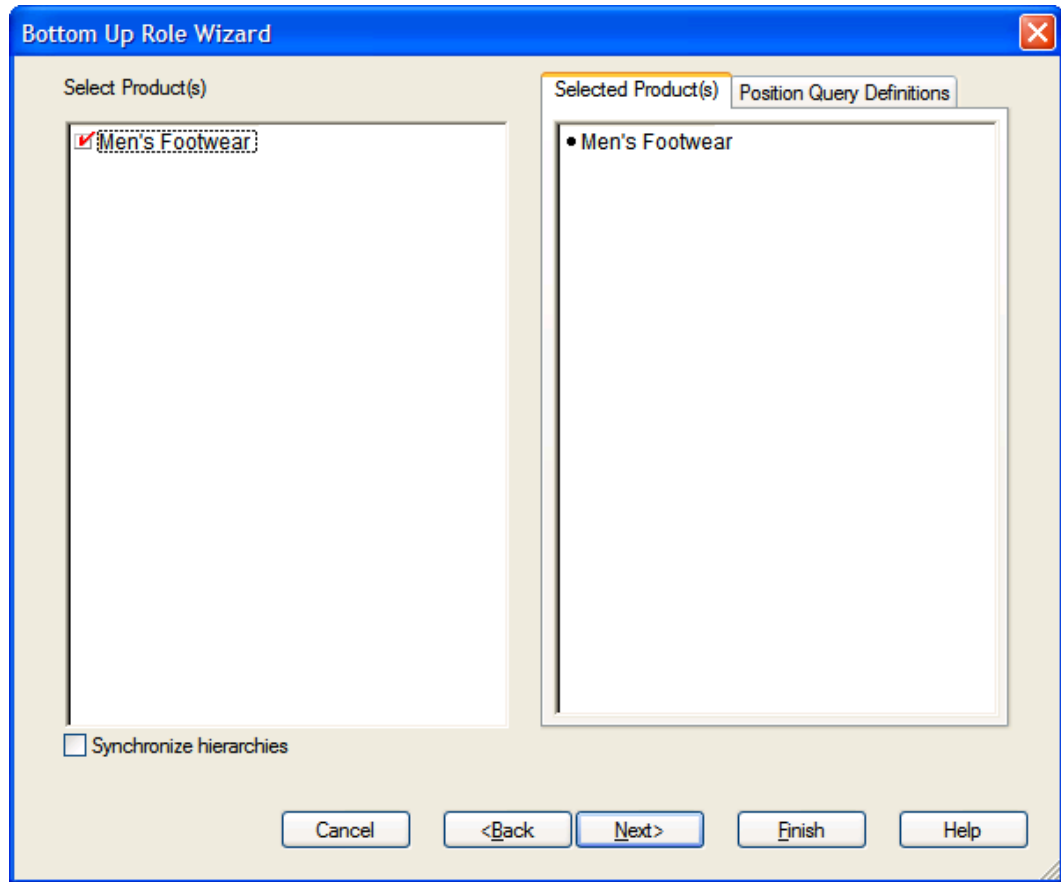 Bottom Up Role Wizard
Select Product(s)
Selected Product(s)
Position Query Definitions
Men's Footwear
• Men's Footwear
Synchronize hierarchies
Cancel
<Back
Next>
Finish
Help